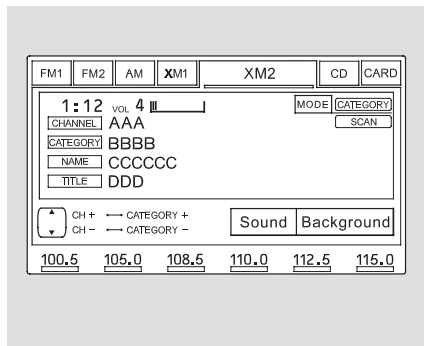 FM1 FM2 AM XM1 XM2 CD CARD
1:12 VOL 4 MODE CATEGORY
CHANNEL AAA SCAN
CATEGORY BBBB
NAME CCCCCC
TITLE DDD
CH + ↔ CATEGORY +
CH − ↔ CATEGORY −
Sound Background
100.5 105.0 108.5 110.0 112.5 115.0